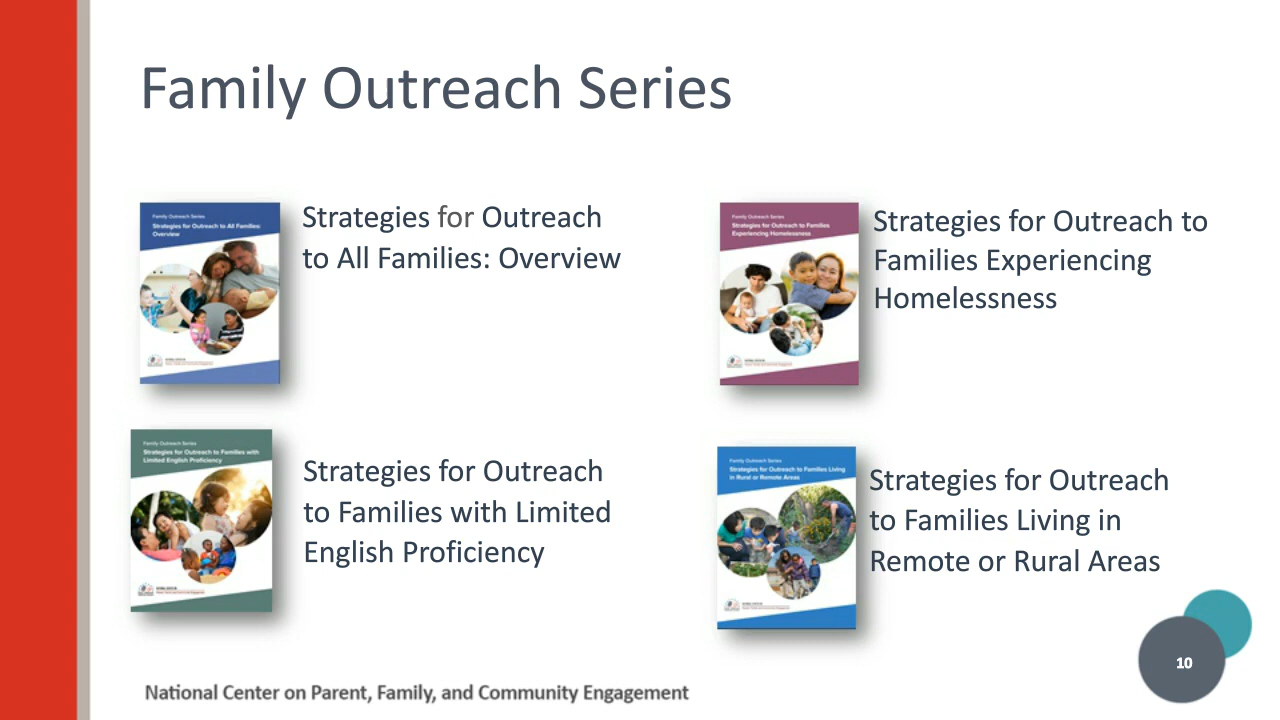 Family Outreach Series
Family Outreach Series
Strategies for Outreach to All Families:
Overview
Strategies for Outreach
to All Families: Overview
Family Outreach Series
Strategies for Outreach to Families
Experiencing Homelessness
Strategies for Outreach to
Families Experiencing
Homelessness
Family Outreach Series
Strategies for Outreach to Families with
Limited English Proficiency
Strategies for Outreach
to Families with Limited
English Proficiency
Family Outreach Series
Strategies for Outreach to Families Living
in Rural or Remote Areas
Strategies for Outreach
to Families Living in
Remote or Rural Areas
10
National Center on Parent, Family, and Community Engagement